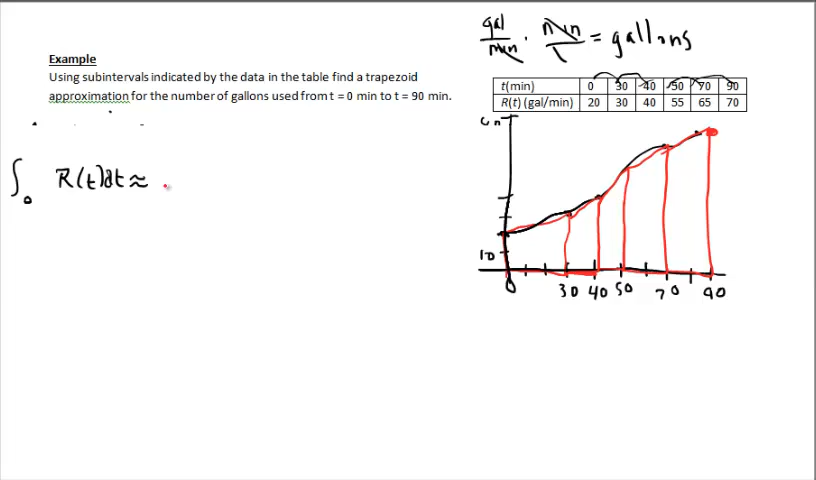 gal/min · min/1 = gallons
Example
Using subintervals indicated by the data in the table find a trapezoid
approximation for the number of gallons used from t = 0 min to t = 90 min.
t(min) 0 30 40 50 70 90
R(t) (gal/min) 20 30 40 55 65 70
∫₀ R(t)dt ≈
10
0 30 40 50 70 90